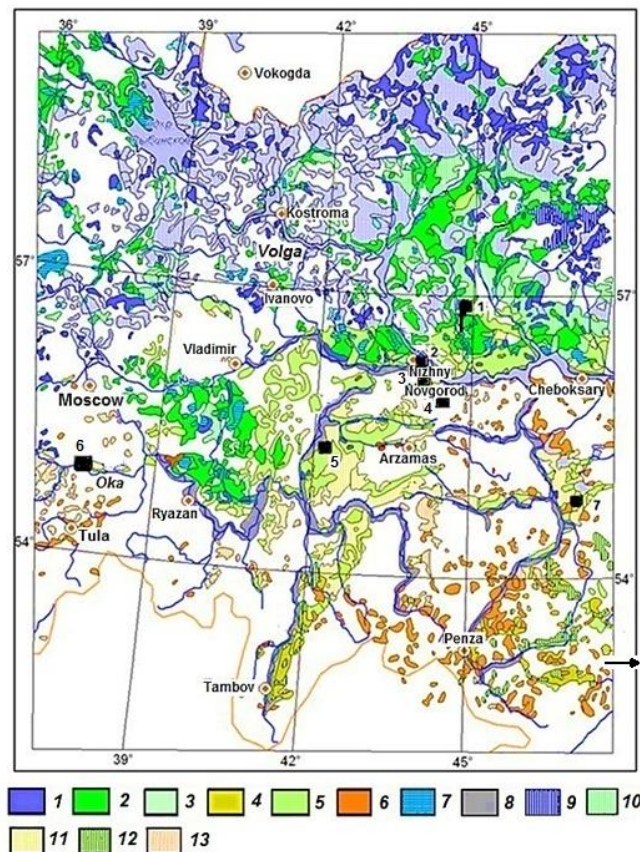 36° 39° 42° 45°
Vokogda
Kostroma
Volga
57° 57°
Ivanovo
1
Vladimir
2
Nizhny
3
Novgorod
Cheboksary
Moscow
4
6
5
Arzamas
Oka
7
Ryazan
Tula
54° 54°
Penza
Tambov
39° 42° 45°
1 2 3 4 5 6 7 8 9 10
11 12 13